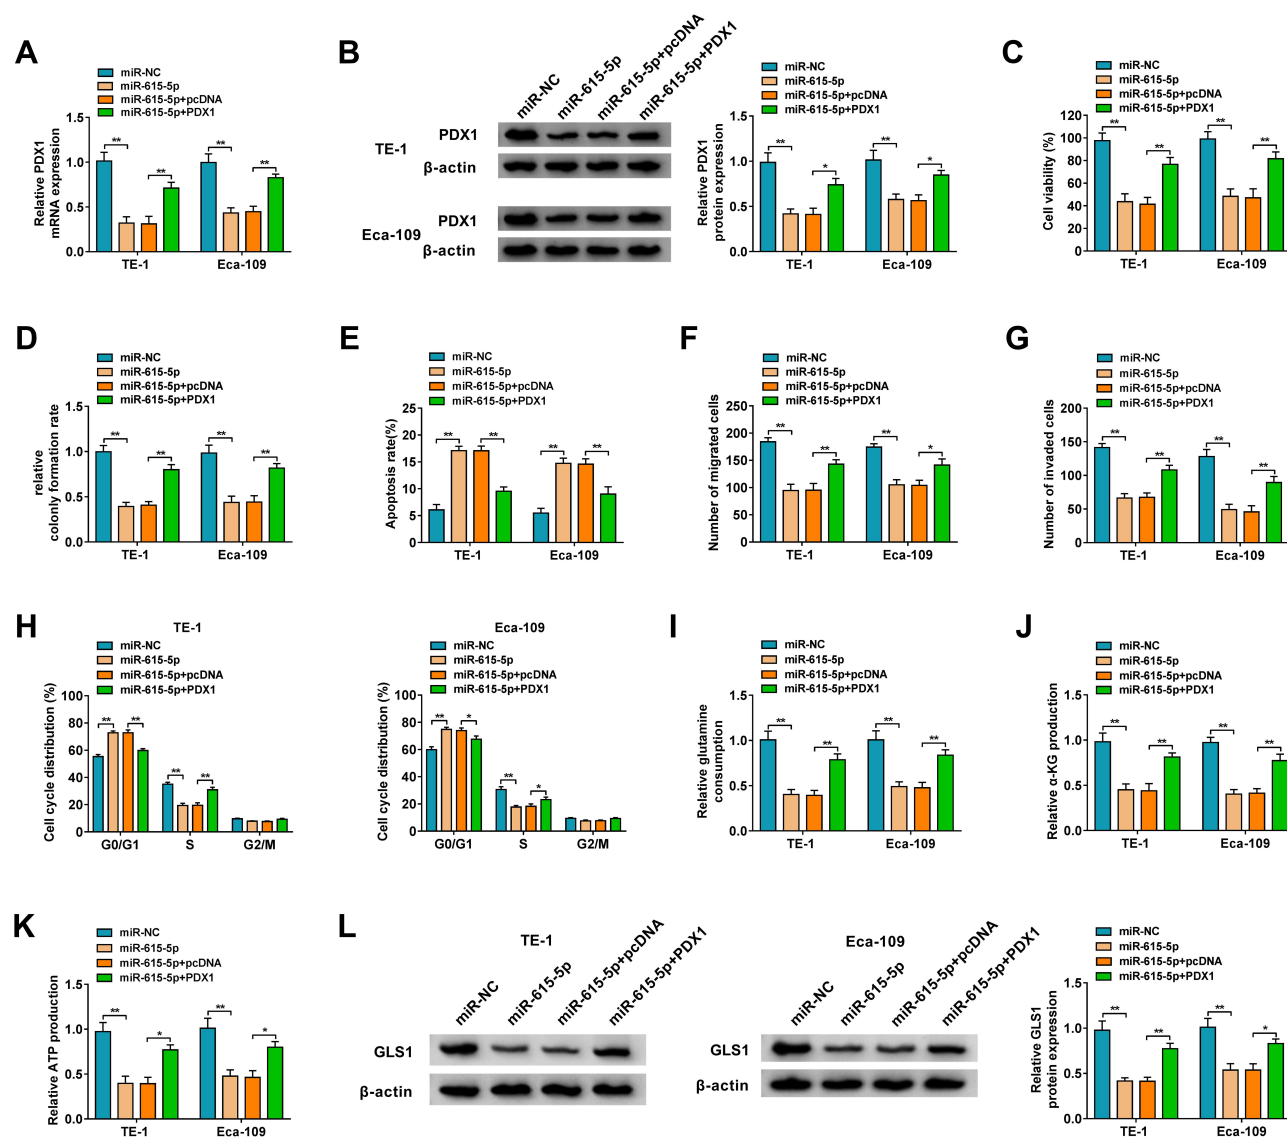 A
miR-NC
miR-615-5p
miR-615-5p+pcDNA
miR-615-5p+PDX1
Relative PDX1
mRNA expression
1.5
1.0
0.5
0.0
**
**
**
**
TE-1
Eca-109
B
miR-NC
miR-615-5p
miR-615-5p+pcDNA
miR-615-5p+PDX1
TE-1
PDX1
β-actin
Eca-109
PDX1
β-actin
miR-NC
miR-615-5p
miR-615-5p+pcDNA
miR-615-5p+PDX1
Relative PDX1
protein expression
1.5
1.0
0.5
0.0
**
*
**
*
TE-1
Eca-109
C
miR-NC
miR-615-5p
miR-615-5p+pcDNA
miR-615-5p+PDX1
Cell viability (%)
120
100
80
60
40
20
0
**
**
**
**
TE-1
Eca-109
D
miR-NC
miR-615-5p
miR-615-5p+pcDNA
miR-615-5p+PDX1
relative
colonly formation rate
1.5
1.0
0.5
0.0
**
**
**
**
TE-1
Eca-109
E
miR-NC
miR-615-5p
miR-615-5p+pcDNA
miR-615-5p+PDX1
Apoptosis rate(%)
25
20
15
10
5
0
**
**
**
**
TE-1
Eca-109
F
miR-NC
miR-615-5p
miR-615-5p+pcDNA
miR-615-5p+PDX1
Number of migrated cells
250
200
150
100
50
0
**
**
**
*
TE-1
Eca-109
G
miR-NC
miR-615-5p
miR-615-5p+pcDNA
miR-615-5p+PDX1
Number of invaded cells
200
150
100
50
0
**
**
**
**
TE-1
Eca-109
H
TE-1
miR-NC
miR-615-5p
miR-615-5p+pcDNA
miR-615-5p+PDX1
Cell cycle distribution (%)
100
80
60
40
20
0
**
**
**
**
G0/G1
S
G2/M
Eca-109
miR-NC
miR-615-5p
miR-615-5p+pcDNA
miR-615-5p+PDX1
Cell cycle distribution (%)
100
80
60
40
20
0
**
*
**
*
G0/G1
S
G2/M
I
miR-NC
miR-615-5p
miR-615-5p+pcDNA
miR-615-5p+PDX1
Relative glutamine
consumption
1.5
1.0
0.5
0.0
**
**
**
**
TE-1
Eca-109
J
miR-NC
miR-615-5p
miR-615-5p+pcDNA
miR-615-5p+PDX1
Relative α-KG production
1.5
1.0
0.5
0.0
**
**
**
**
TE-1
Eca-109
K
miR-NC
miR-615-5p
miR-615-5p+pcDNA
miR-615-5p+PDX1
Relative ATP production
1.5
1.0
0.5
0.0
**
*
**
*
TE-1
Eca-109
L
TE-1
miR-NC
miR-615-5p
miR-615-5p+pcDNA
miR-615-5p+PDX1
GLS1
β-actin
Eca-109
miR-NC
miR-615-5p
miR-615-5p+pcDNA
miR-615-5p+PDX1
GLS1
β-actin
miR-NC
miR-615-5p
miR-615-5p+pcDNA
miR-615-5p+PDX1
Relative GLS1
protein expression
1.5
1.0
0.5
0.0
**
**
**
*
TE-1
Eca-109